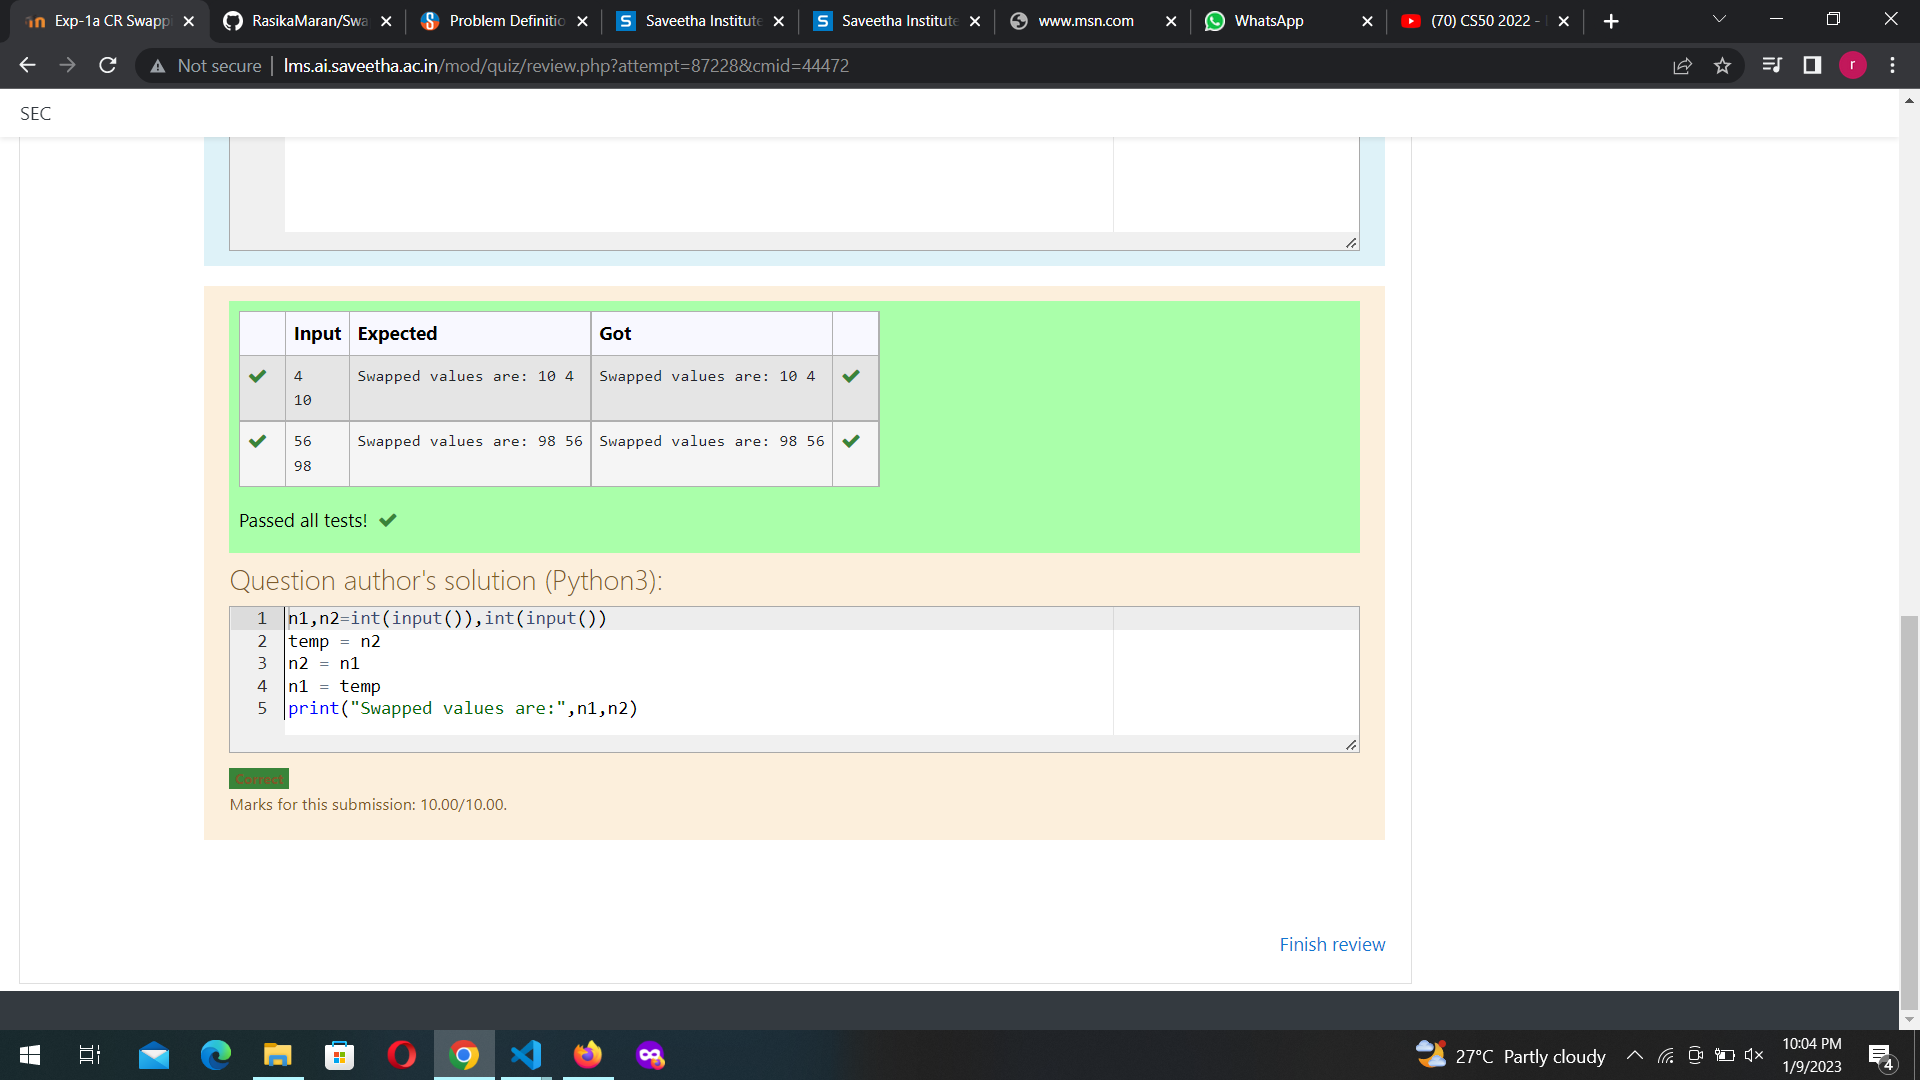 Exp-1a CR Swappi
RasikaMaran/Swa
Problem Definitio
Saveetha Institute
Saveetha Institute
www.msn.com
WhatsApp
(70) CS50 2022 -
Not secure
lms.ai.saveetha.ac.in/mod/quiz/review.php?attempt=87228&cmid=44472
r
SEC
Input Expected Got
4 Swapped values are: 10 4 Swapped values are: 10 4
10
56 Swapped values are: 98 56 Swapped values are: 98 56
98
Passed all tests!
Question author's solution (Python3):
1 n1,n2=int(input()),int(input())
2 temp = n2
3 n2 = n1
4 n1 = temp
5 print("Swapped values are:",n1,n2)
Correct
Marks for this submission: 10.00/10.00.
Finish review
27°C Partly cloudy
10:04 PM
1/9/2023
4